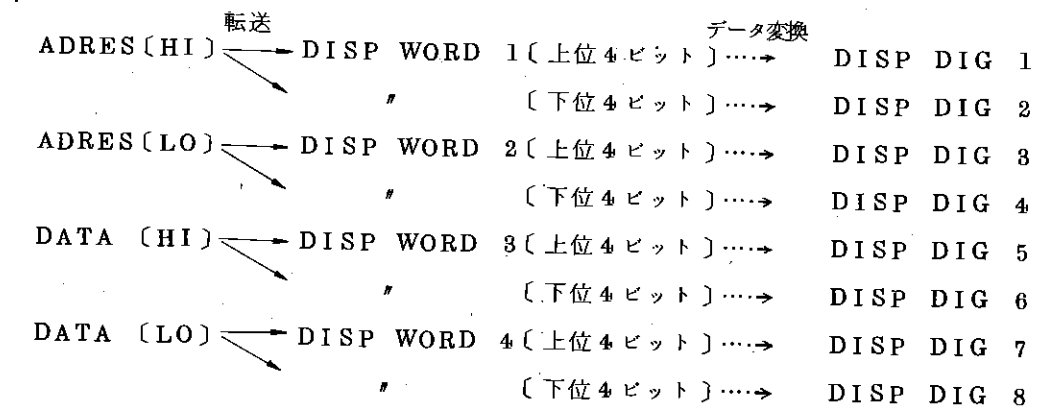 転送 データ変換
ADRES〔HI〕 → DISP WORD 1〔上位4ビット〕…→ DISP DIG 1
〃 〔下位4ビット〕…→ DISP DIG 2
ADRES〔LO〕 → DISP WORD 2〔上位4ビット〕…→ DISP DIG 3
〃 〔下位4ビット〕…→ DISP DIG 4
DATA 〔HI〕 → DISP WORD 3〔上位4ビット〕…→ DISP DIG 5
〃 〔下位4ビット〕…→ DISP DIG 6
DATA 〔LO〕 → DISP WORD 4〔上位4ビット〕…→ DISP DIG 7
〃 〔下位4ビット〕…→ DISP DIG 8